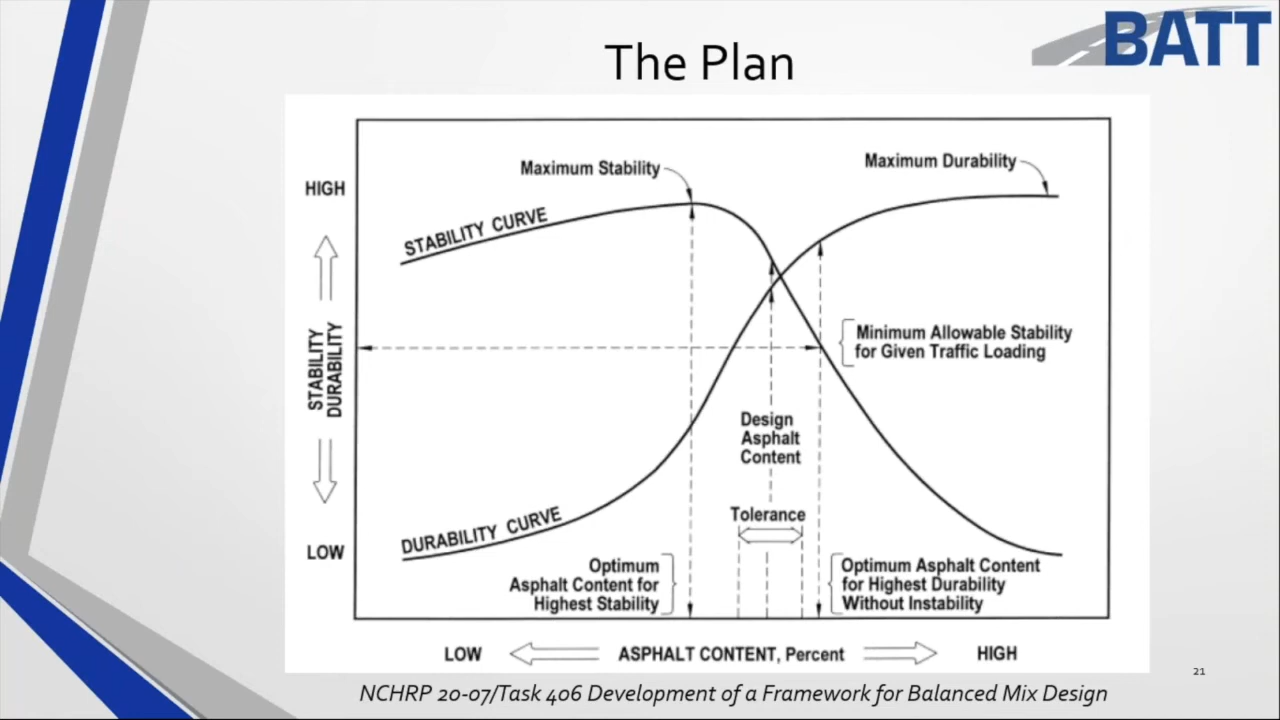 BATT
The Plan
Maximum Stability
Maximum Durability
HIGH
STABILITY CURVE
STABILITY
DURABILITY
Minimum Allowable Stability
for Given Traffic Loading
Design
Asphalt
Content
Tolerance
DURABILITY CURVE
LOW
Optimum
Asphalt Content for
Highest Stability
Optimum Asphalt Content
for Highest Durability
Without Instability
LOW
ASPHALT CONTENT, Percent
HIGH
21
NCHRP 20-07/Task 406 Development of a Framework for Balanced Mix Design